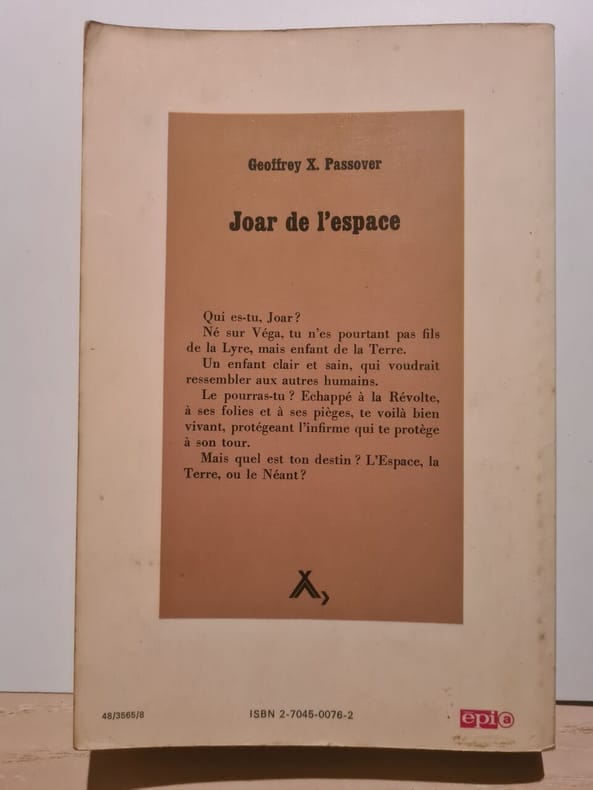 Geoffrey X. Passover
Joar de l'espace
Qui es-tu, Joar ?
Né sur Véga, tu n'es pourtant pas fils
de la Lyre, mais enfant de la Terre.
Un enfant clair et sain, qui voudrait
ressembler aux autres humains.
Le pourras-tu ? Echappé à la Révolte,
à ses folies et à ses pièges, te voilà bien
vivant, protégeant l'infirme qui te protège
à son tour.
Mais quel est ton destin ? L'Espace, la
Terre, ou le Néant ?
48/3665/8
ISBN 2-7045-0076-2
epi a